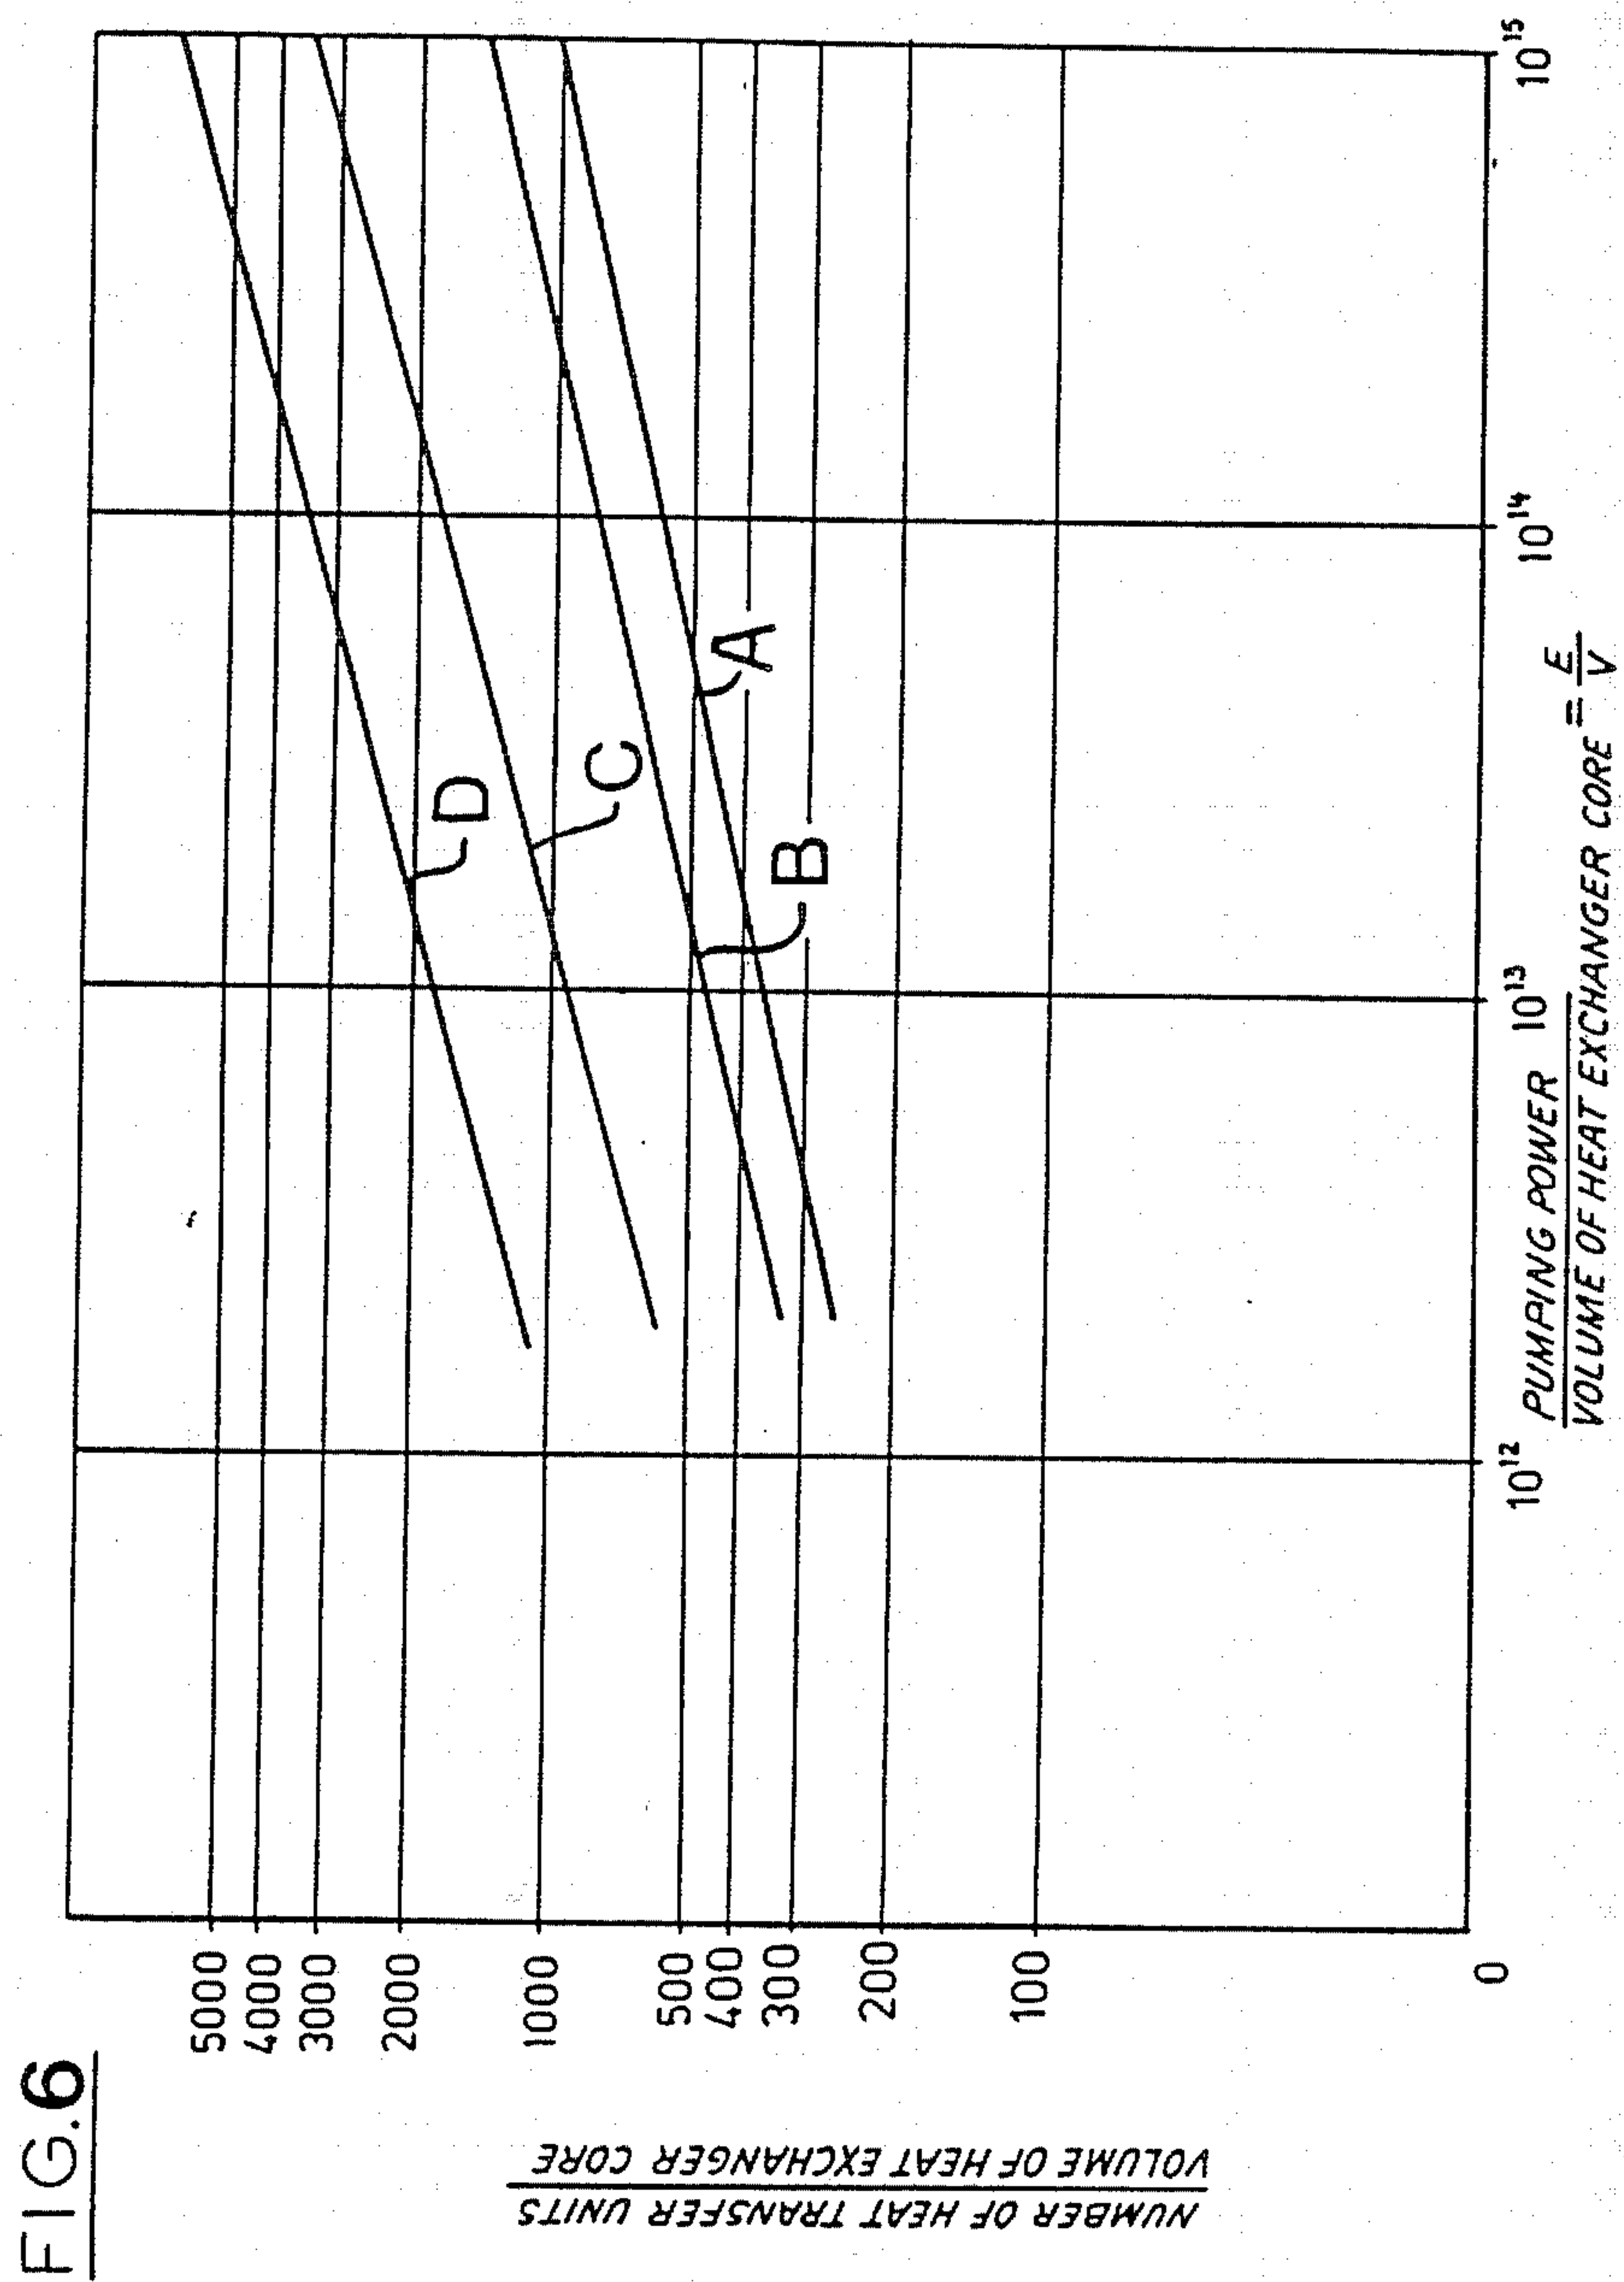 FIG.6
5000
4000
3000
2000
1000
500
400
300
200
100
0
NUMBER OF HEAT TRANSFER UNITS
VOLUME OF HEAT EXCHANGER CORE
D
C
B
A
10¹²
10¹³
10¹⁴
10¹⁵
PUMPING POWER
VOLUME OF HEAT EXCHANGER CORE = E
V